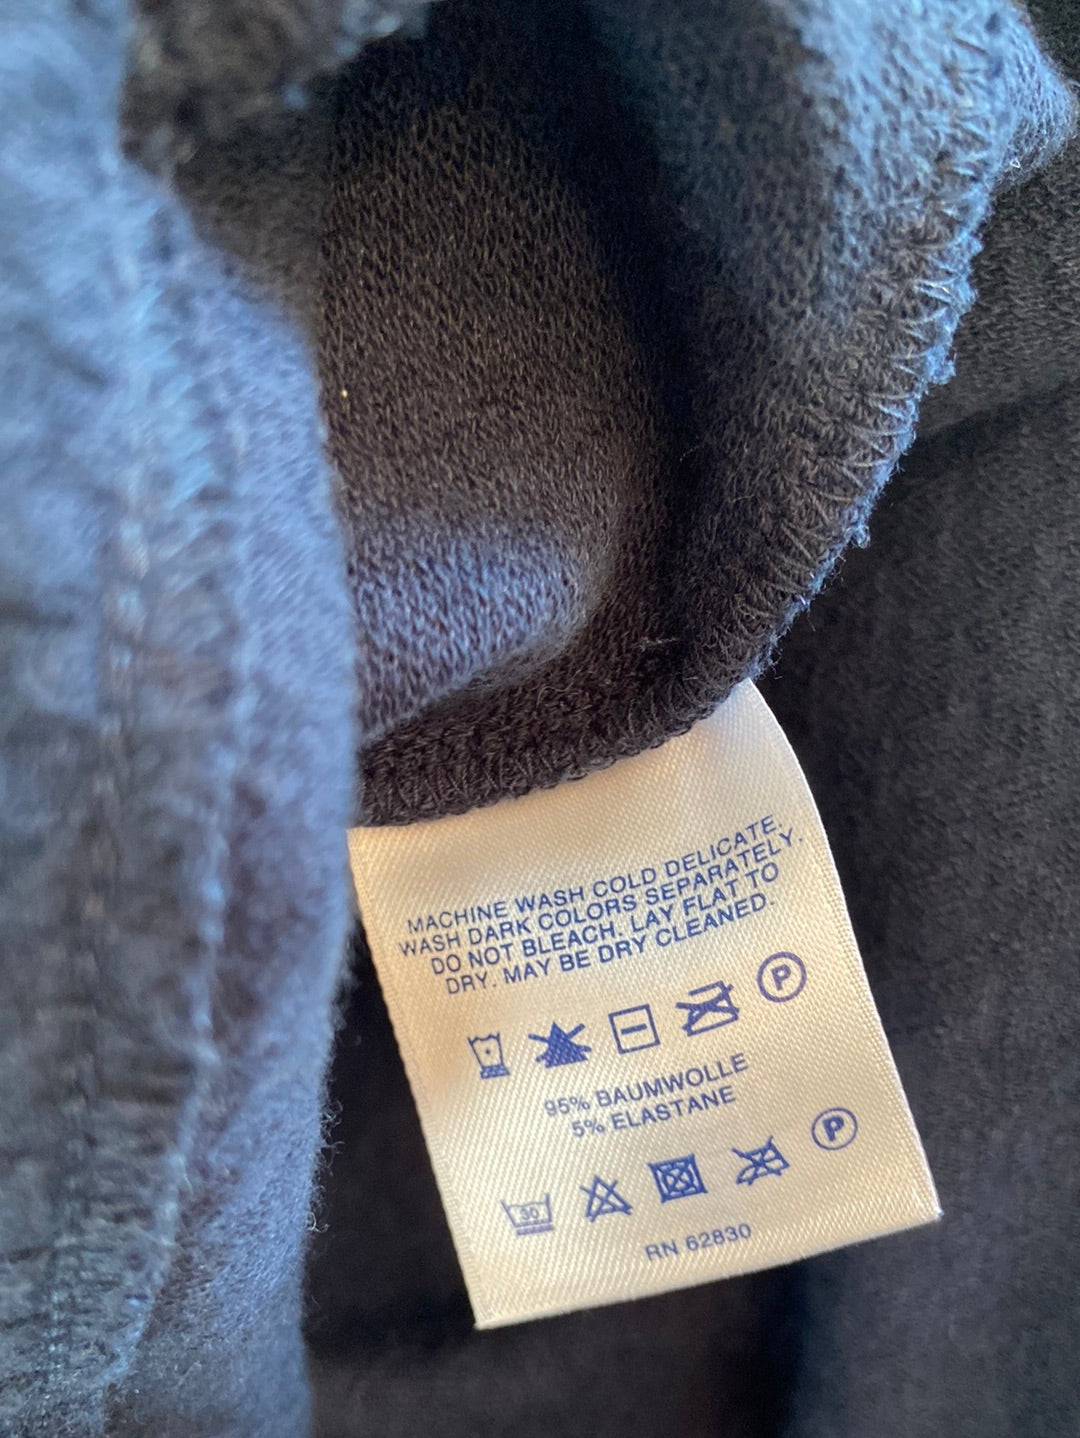 MACHINE WASH COLD DELICATE.
WASH DARK COLORS SEPARATELY.
DO NOT BLEACH. LAY FLAT TO
DRY. MAY BE DRY CLEANED.
P
95% BAUMWOLLE
5% ELASTANE
30 P
RN 62830